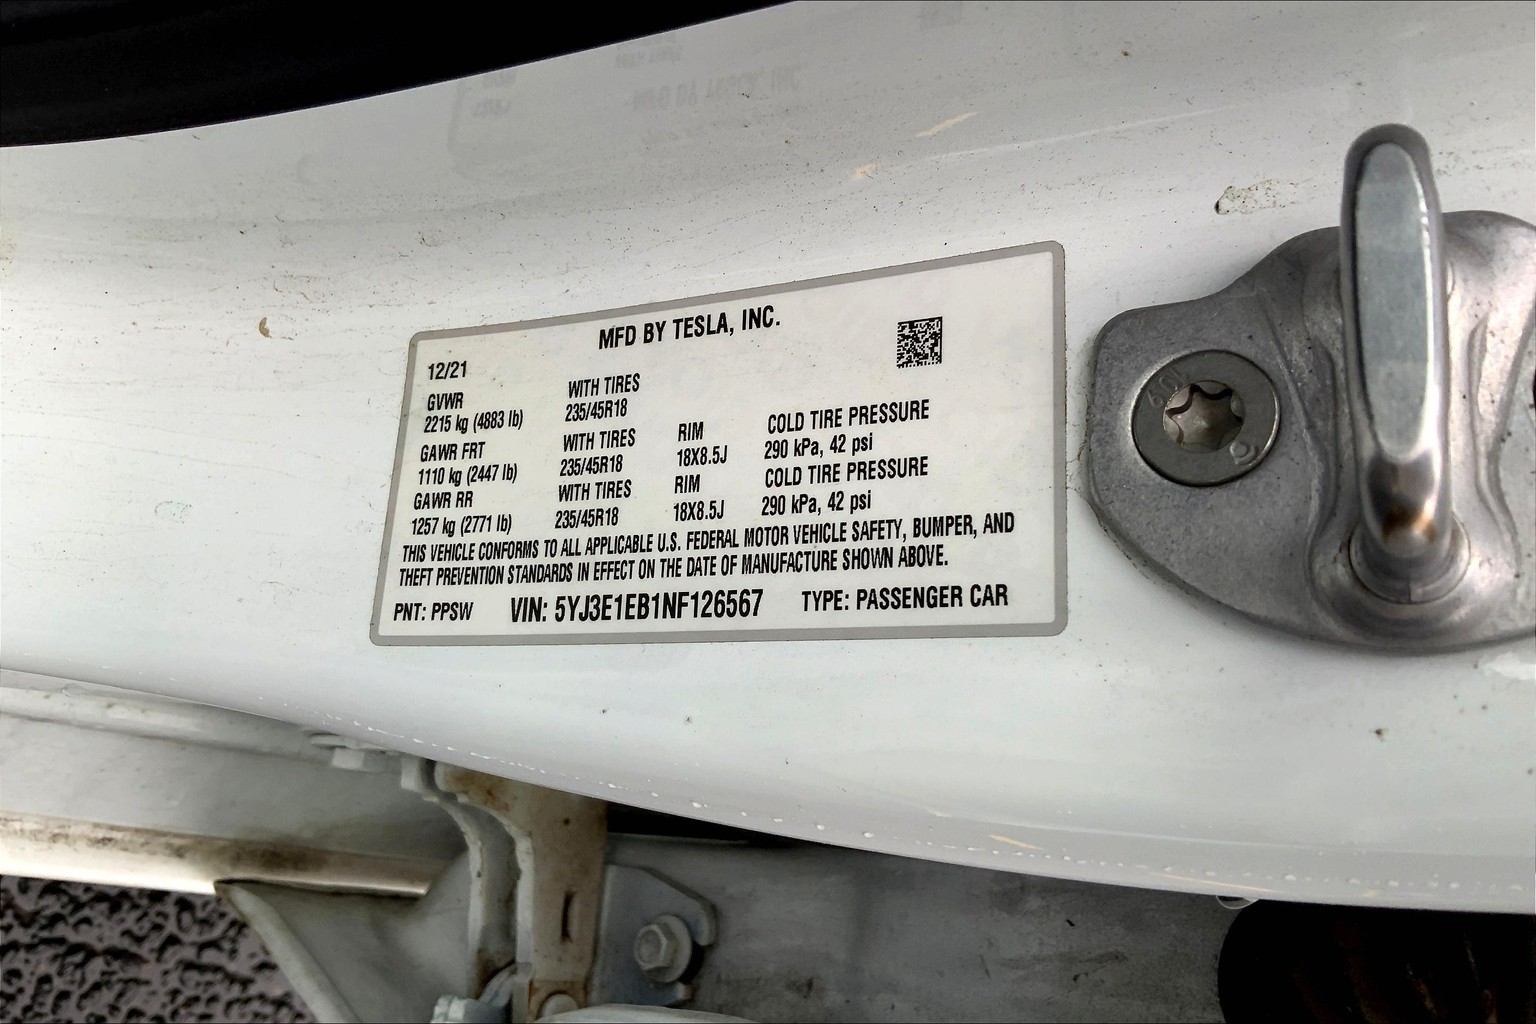 MFD BY TESLA, INC.
12/21
GVWR WITH TIRES
2215 kg (4883 lb) 235/45R18
GAWR FRT WITH TIRES RIM COLD TIRE PRESSURE
1110 kg (2447 lb) 235/45R18 18X8.5J 290 kPa, 42 psi
GAWR RR WITH TIRES RIM COLD TIRE PRESSURE
1257 kg (2771 lb) 235/45R18 18X8.5J 290 kPa, 42 psi
THIS VEHICLE CONFORMS TO ALL APPLICABLE U.S. FEDERAL MOTOR VEHICLE SAFETY, BUMPER, AND
THEFT PREVENTION STANDARDS IN EFFECT ON THE DATE OF MANUFACTURE SHOWN ABOVE.
PNT: PPSW VIN: 5YJ3E1EB1NF126567 TYPE: PASSENGER CAR